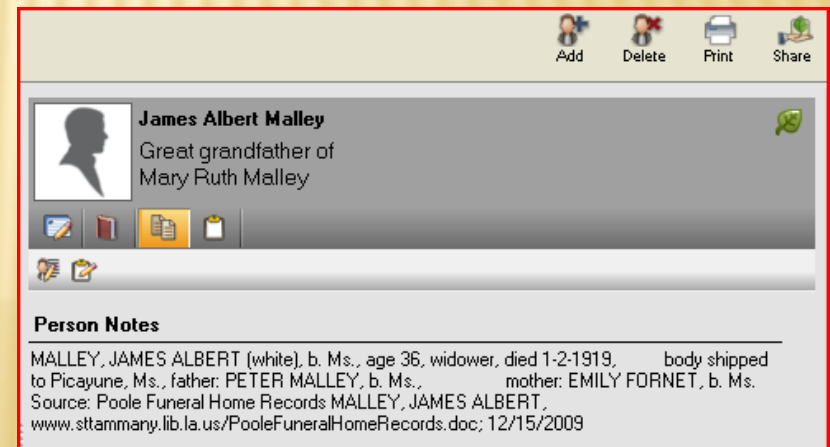 Add Delete Print Share
James Albert Malley
Great grandfather of
Mary Ruth Malley
Person Notes
MALLEY, JAMES ALBERT (white), b. Ms., age 36, widower, died 1-2-1919, body shipped
to Picayune, Ms., father: PETER MALLEY, b. Ms., mother: EMILY FORNET, b. Ms.
Source: Poole Funeral Home Records MALLEY, JAMES ALBERT,
www.sttammany.lib.la.us/PooleFuneralHomeRecords.doc; 12/15/2009